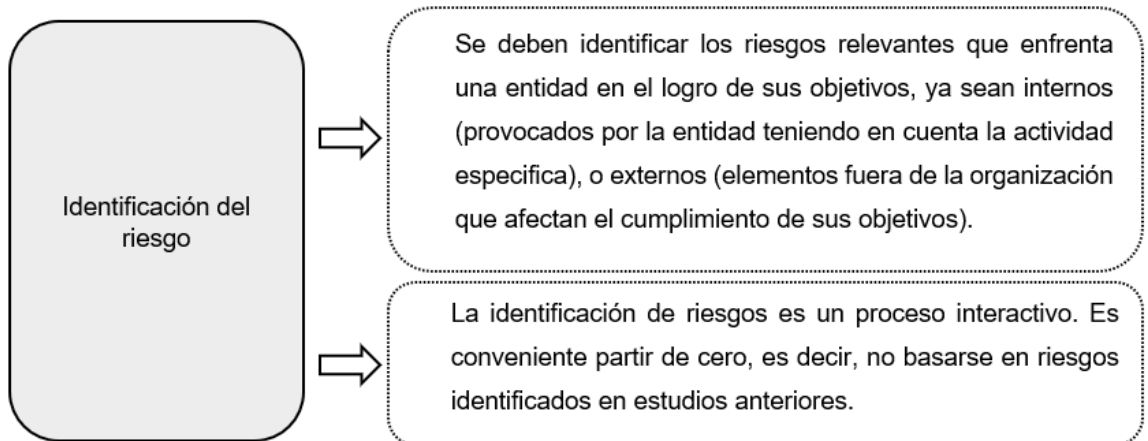 Identificación del
riesgo
Se deben identificar los riesgos relevantes que enfrenta
una entidad en el logro de sus objetivos, ya sean internos
(provocados por la entidad teniendo en cuenta la actividad
especifica), o externos (elementos fuera de la organización
que afectan el cumplimiento de sus objetivos).
La identificación de riesgos es un proceso interactivo. Es
conveniente partir de cero, es decir, no basarse en riesgos
identificados en estudios anteriores.